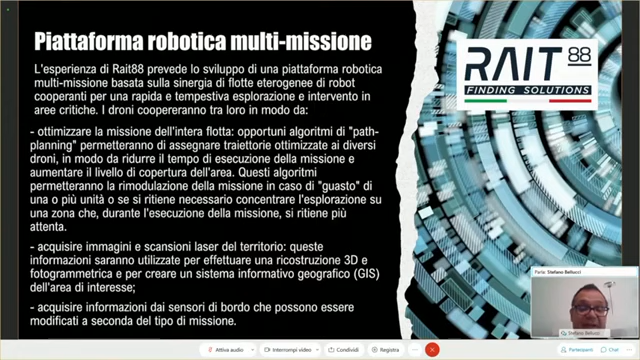 Piattaforma robotica multi-missione
L'esperienza di Rait88 prevede lo sviluppo di una piattaforma robotica
multi-missione basata sulla sinergia di flotte eterogenee di robot
cooperanti per una rapida e tempestiva esplorazione e intervento in
aree critiche. I droni coopereranno tra loro in modo da:
- ottimizzare la missione dell'intera flotta: opportuni algoritmi di "path-
planning" permetteranno di assegnare traiettorie ottimizzate ai diversi
droni, in modo da ridurre il tempo di esecuzione della missione e
aumentare il livello di copertura dell'area. Questi algoritmi
permetteranno la rimodulazione della missione in caso di "guasto" di
una o più unità o se si ritiene necessario concentrare l'esplorazione su
una zona che, durante l'esecuzione della missione, si ritiene più
attenta.
- acquisire immagini e scansioni laser del territorio: queste
informazioni saranno utilizzate per effettuare una ricostruzione 3D e
fotogrammetrica e per creare un sistema informativo geografico (GIS)
dell'area di interesse;
- acquisire informazioni dai sensori di bordo che possono essere
modificati a seconda del tipo di missione.
RAIT 88
FINDING SOLUTIONS
Parla: Stefano Bellucci
Stefano Bellucci
Attiva audio
Interrompi video
Condividi
Registra
Partecipanti
Chat